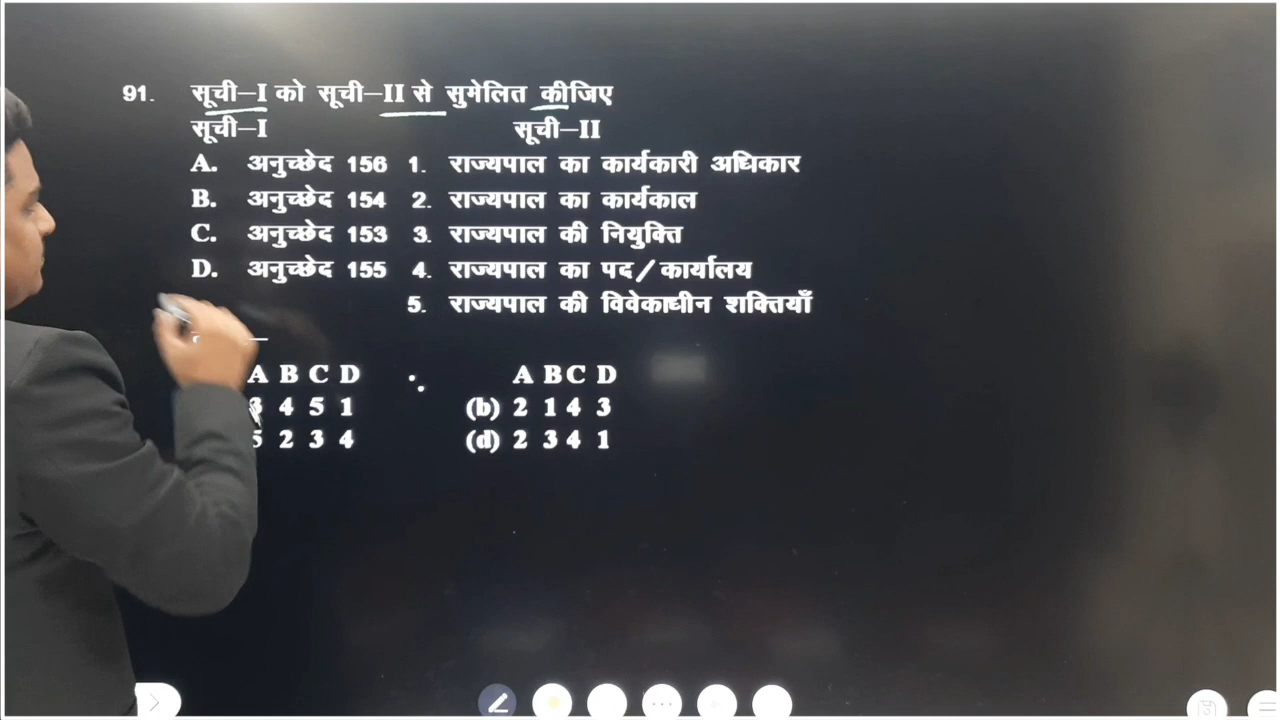 91. सूची–I को सूची–II से सुमेलित कीजिए
सूची–I सूची–II
A. अनुच्छेद 156 1. राज्यपाल का कार्यकारी अधिकार
B. अनुच्छेद 154 2. राज्यपाल का कार्यकाल
C. अनुच्छेद 153 3. राज्यपाल की नियुक्ति
D. अनुच्छेद 155 4. राज्यपाल का पद/कार्यालय
5. राज्यपाल की विवेकाधीन शक्तियाँ
A B C D A B C D
3 4 5 1 (b) 2 1 4 3
5 2 3 4 (d) 2 3 4 1